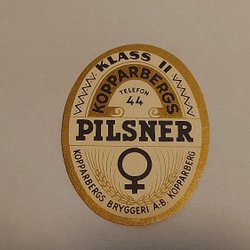 KLASS II
KOPPARBERGS
TELEFON
44
PILSNER
KOPPARBERGS BRYGGERI A-B. KOPPARBERG